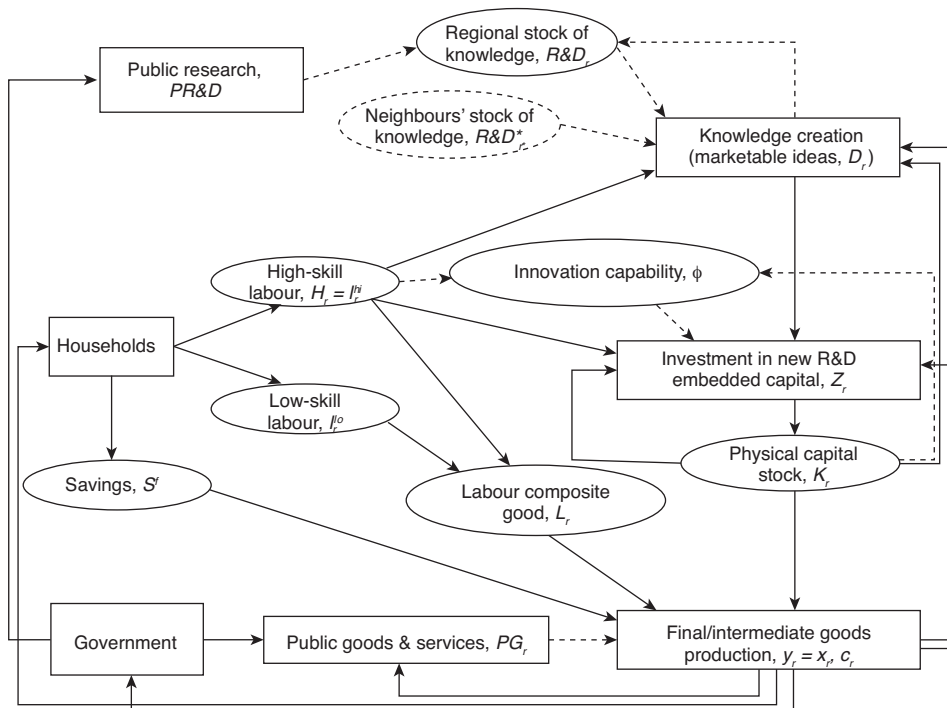 Regional stock of
knowledge, R&D_r
Public research,
PR&D
Neighbours' stock of
knowledge, R&D*_r*
Knowledge creation
(marketable ideas, D_r)
High-skill
labour, H_r = l_r^hi
Innovation capability, ϕ
Households
Investment in new R&D
embedded capital, Z_r
Low-skill
labour, l_r^lo
Physical capital
stock, K_r
Savings, S^f
Labour composite
good, L_r
Government
Public goods & services, PG_r
Final/intermediate goods
production, y_r = x_r, c_r